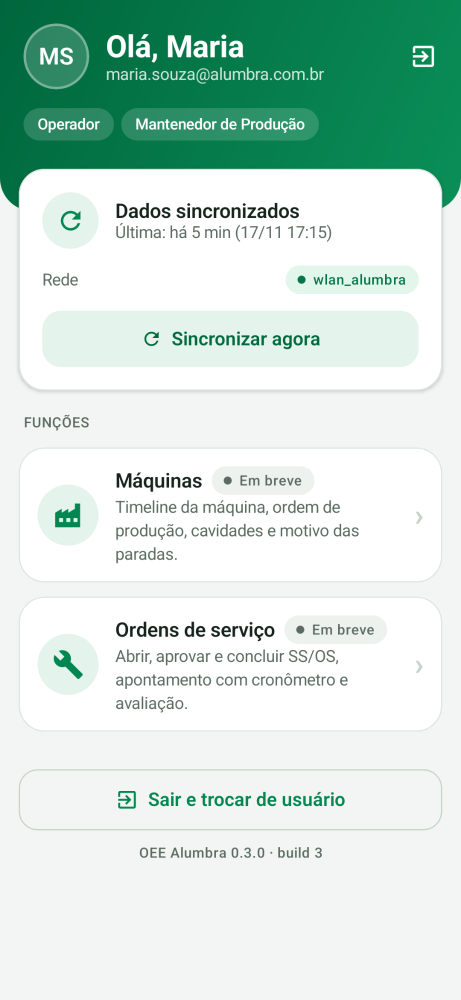 MS
Olá, Maria
maria.souza@alumbra.com.br
Operador
Mantenedor de Produção
Dados sincronizados
Última: há 5 min (17/11 17:15)
Rede
wlan_alumbra
Sincronizar agora
FUNÇÕES
Máquinas
Em breve
Timeline da máquina, ordem de
produção, cavidades e motivo das
paradas.
Ordens de serviço
Em breve
Abrir, aprovar e concluir SS/OS,
apontamento com cronômetro e
avaliação.
Sair e trocar de usuário
OEE Alumbra 0.3.0 · build 3